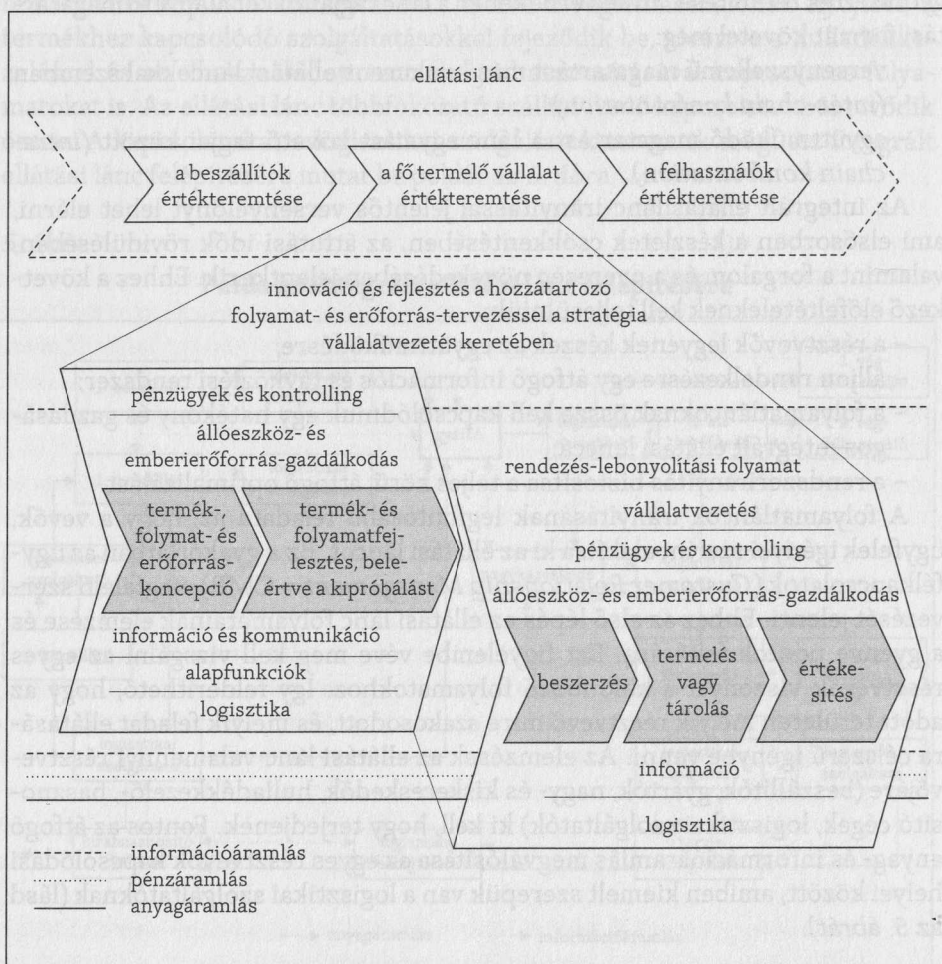 ellátási lánc
a beszállítók
értékteremtése
a fő termelő vállalat
értékteremtése
a felhasználók
értékteremtése
innováció és fejlesztés a hozzátartozó
folyamat- és erőforrás-tervezéssel a stratégia
vállalatvezetés keretében
pénzügyek és kontrolling
állóeszköz- és
emberierőforrás-gazdálkodás
termék-,
folymat- és
erőforrás-
koncepció
termék- és
folyamatfej-
lesztés, bele-
értve a kipróbálást
információ és kommunikáció
alapfunkciók
logisztika
rendezés-lebonyolítási folyamat
vállalatvezetés
pénzügyek és kontrolling
állóeszköz- és emberierőforrás-gazdálkodás
beszerzés
termelés
vagy
tárolás
értéke-
sítés
információ
logisztika
információáramlás
pénzáramlás
anyagáramlás